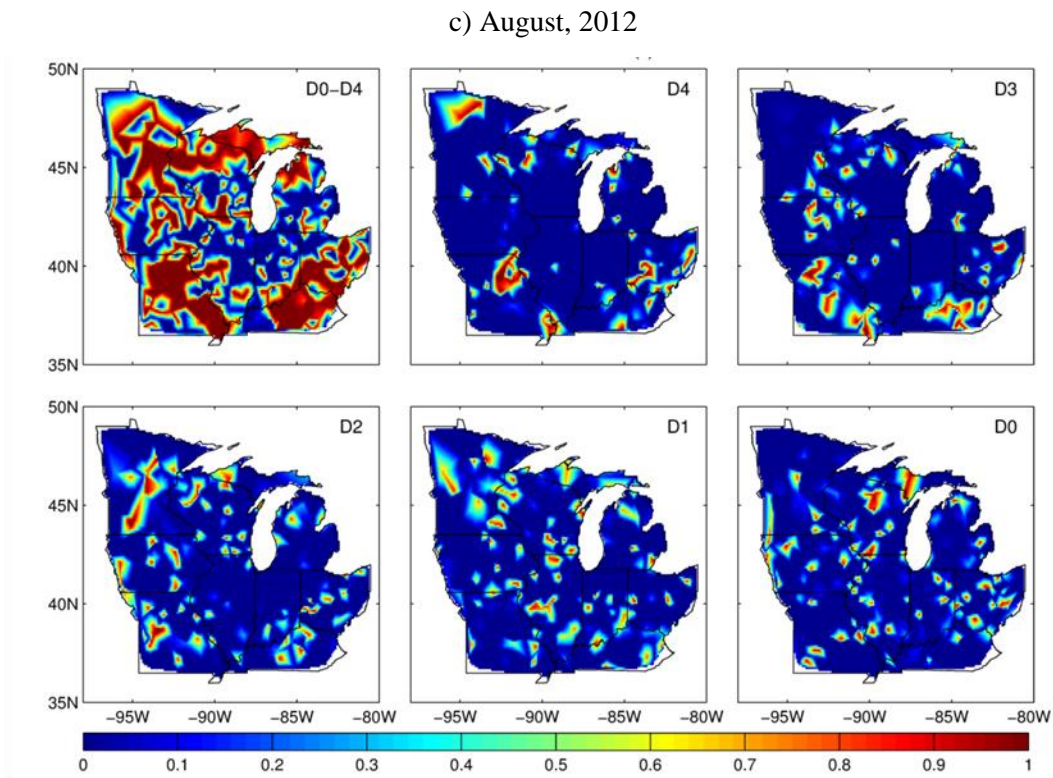 c) August, 2012
50N
D0−D4
D4
D3
45N
40N
35N
50N
D2
D1
D0
45N
40N
35N
−95W −90W −85W −80W −95W −90W −85W −80W −95W −90W −85W −80W
0 0.1 0.2 0.3 0.4 0.5 0.6 0.7 0.8 0.9 1